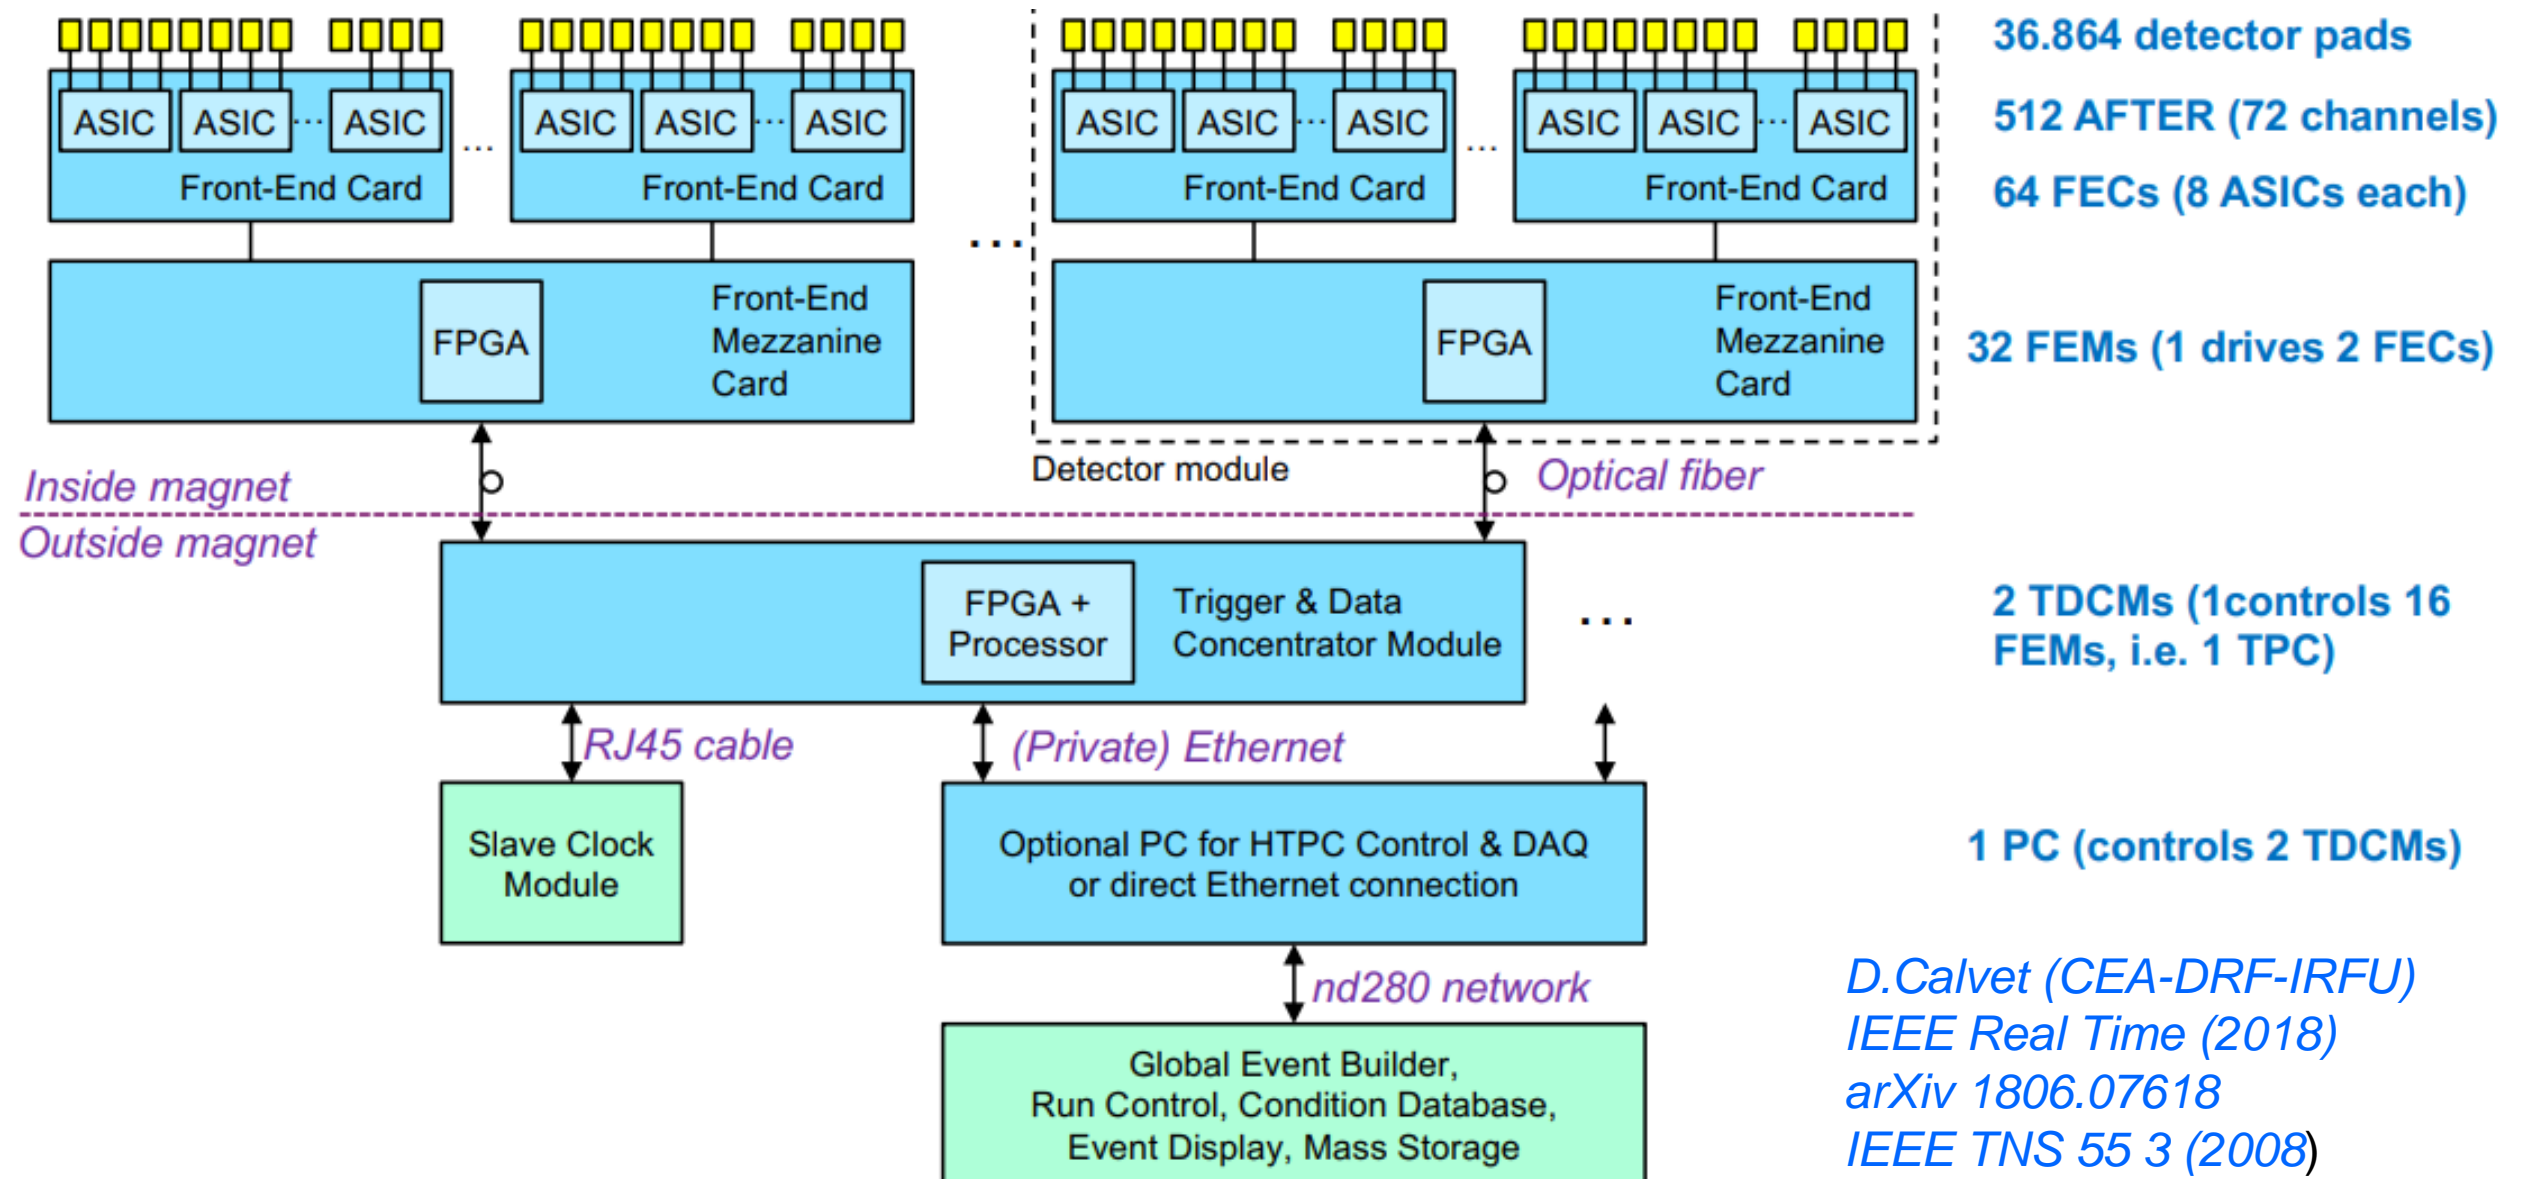 36.864 detector pads
ASIC ASIC ... ASIC ... ASIC ASIC ... ASIC ASIC ASIC ... ASIC ... ASIC ASIC ... ASIC
512 AFTER (72 channels)
Front-End Card Front-End Card Front-End Card Front-End Card
64 FECs (8 ASICs each)
...
FPGA
Front-End
Mezzanine
Card
FPGA
Front-End
Mezzanine
Card
32 FEMs (1 drives 2 FECs)
Inside magnet
Detector module
Optical fiber
Outside magnet
FPGA +
Processor
Trigger & Data
Concentrator Module
...
2 TDCMs (1controls 16
FEMs, i.e. 1 TPC)
RJ45 cable
(Private) Ethernet
Slave Clock
Module
Optional PC for HTPC Control & DAQ
or direct Ethernet connection
1 PC (controls 2 TDCMs)
nd280 network
Global Event Builder,
Run Control, Condition Database,
Event Display, Mass Storage
D.Calvet (CEA-DRF-IRFU)
IEEE Real Time (2018)
arXiv 1806.07618
IEEE TNS 55 3 (2008)